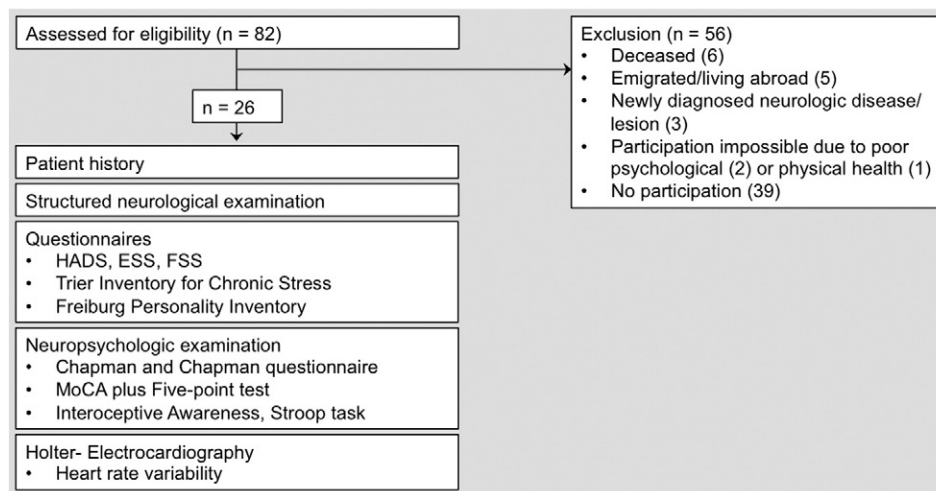 Assessed for eligibility (n = 82)
n = 26
Exclusion (n = 56)
• Deceased (6)
• Emigrated/living abroad (5)
• Newly diagnosed neurologic disease/
lesion (3)
• Participation impossible due to poor
psychological (2) or physical health (1)
• No participation (39)
Patient history
Structured neurological examination
Questionnaires
• HADS, ESS, FSS
• Trier Inventory for Chronic Stress
• Freiburg Personality Inventory
Neuropsychologic examination
• Chapman and Chapman questionnaire
• MoCA plus Five-point test
• Interoceptive Awareness, Stroop task
Holter- Electrocardiography
• Heart rate variability